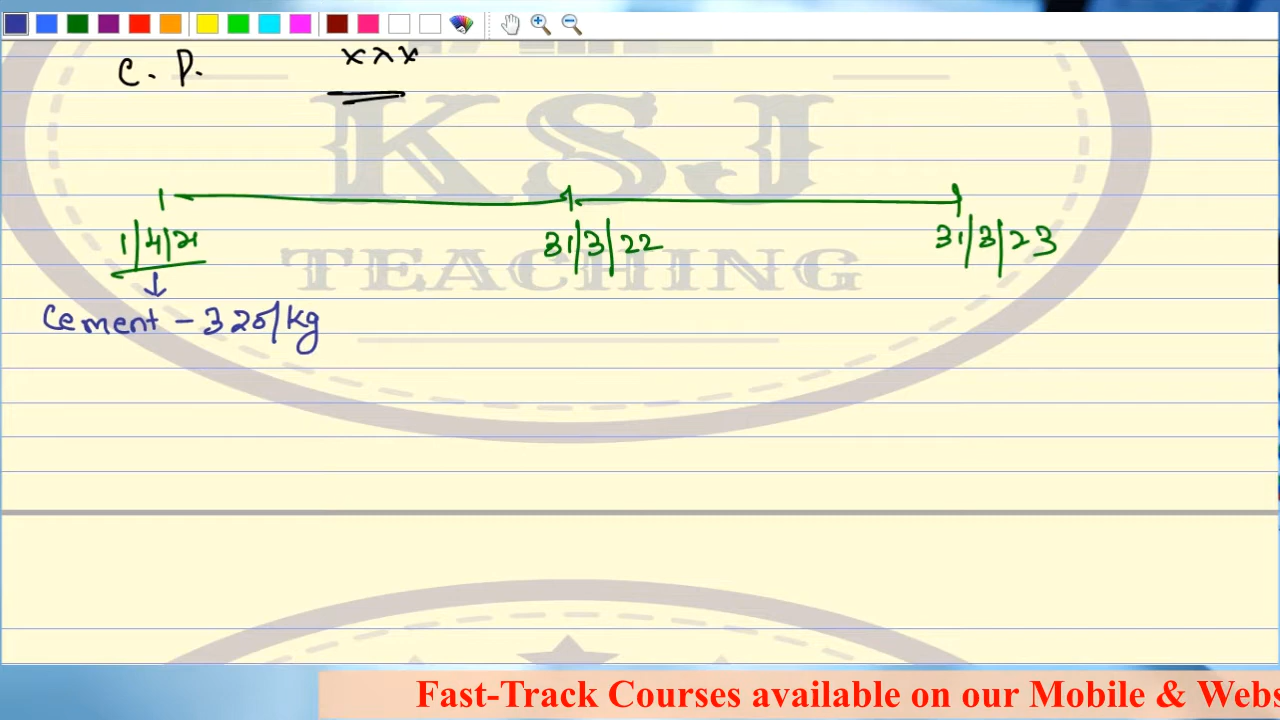 C. P. xxx
KSJ
1|4|21 31|3|22 31|3|23
TEACHING
Cement - 320/kg
Fast-Track Courses available on our Mobile & Webs